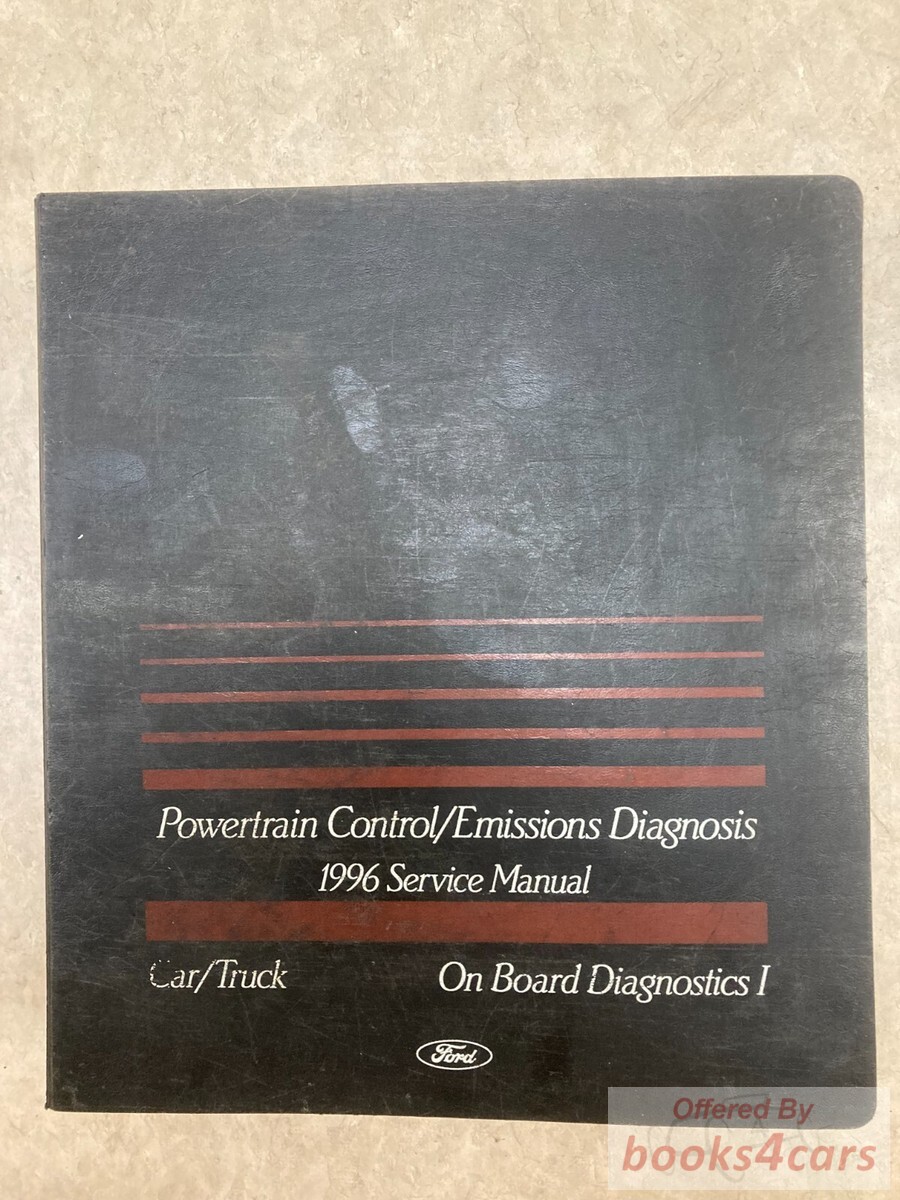 Powertrain Control/Emissions Diagnosis
1996 Service Manual
Car/Truck On Board Diagnostics I
Ford
Offered By
books4cars